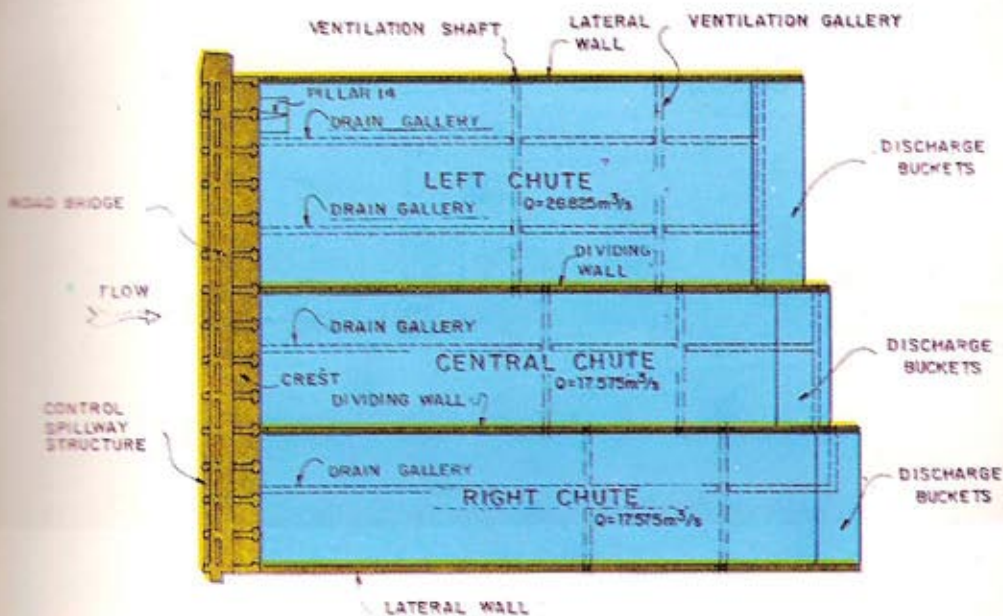 VENTILATION SHAFT
LATERAL
WALL
VENTILATION GALLERY
PILLAR 14
DRAIN GALLERY
DISCHARGE
BUCKETS
LEFT CHUTE
Q=26.825m³/s
ROAD BRIDGE
DRAIN GALLERY
DIVIDING
WALL
FLOW
DRAIN GALLERY
CENTRAL CHUTE
Q=17.575m³/s
DISCHARGE
BUCKETS
CREST
DIVIDING WALL
CONTROL
SPILLWAY
STRUCTURE
DRAIN GALLERY
RIGHT CHUTE
Q=17.575m³/s
DISCHARGE
BUCKETS
LATERAL WALL